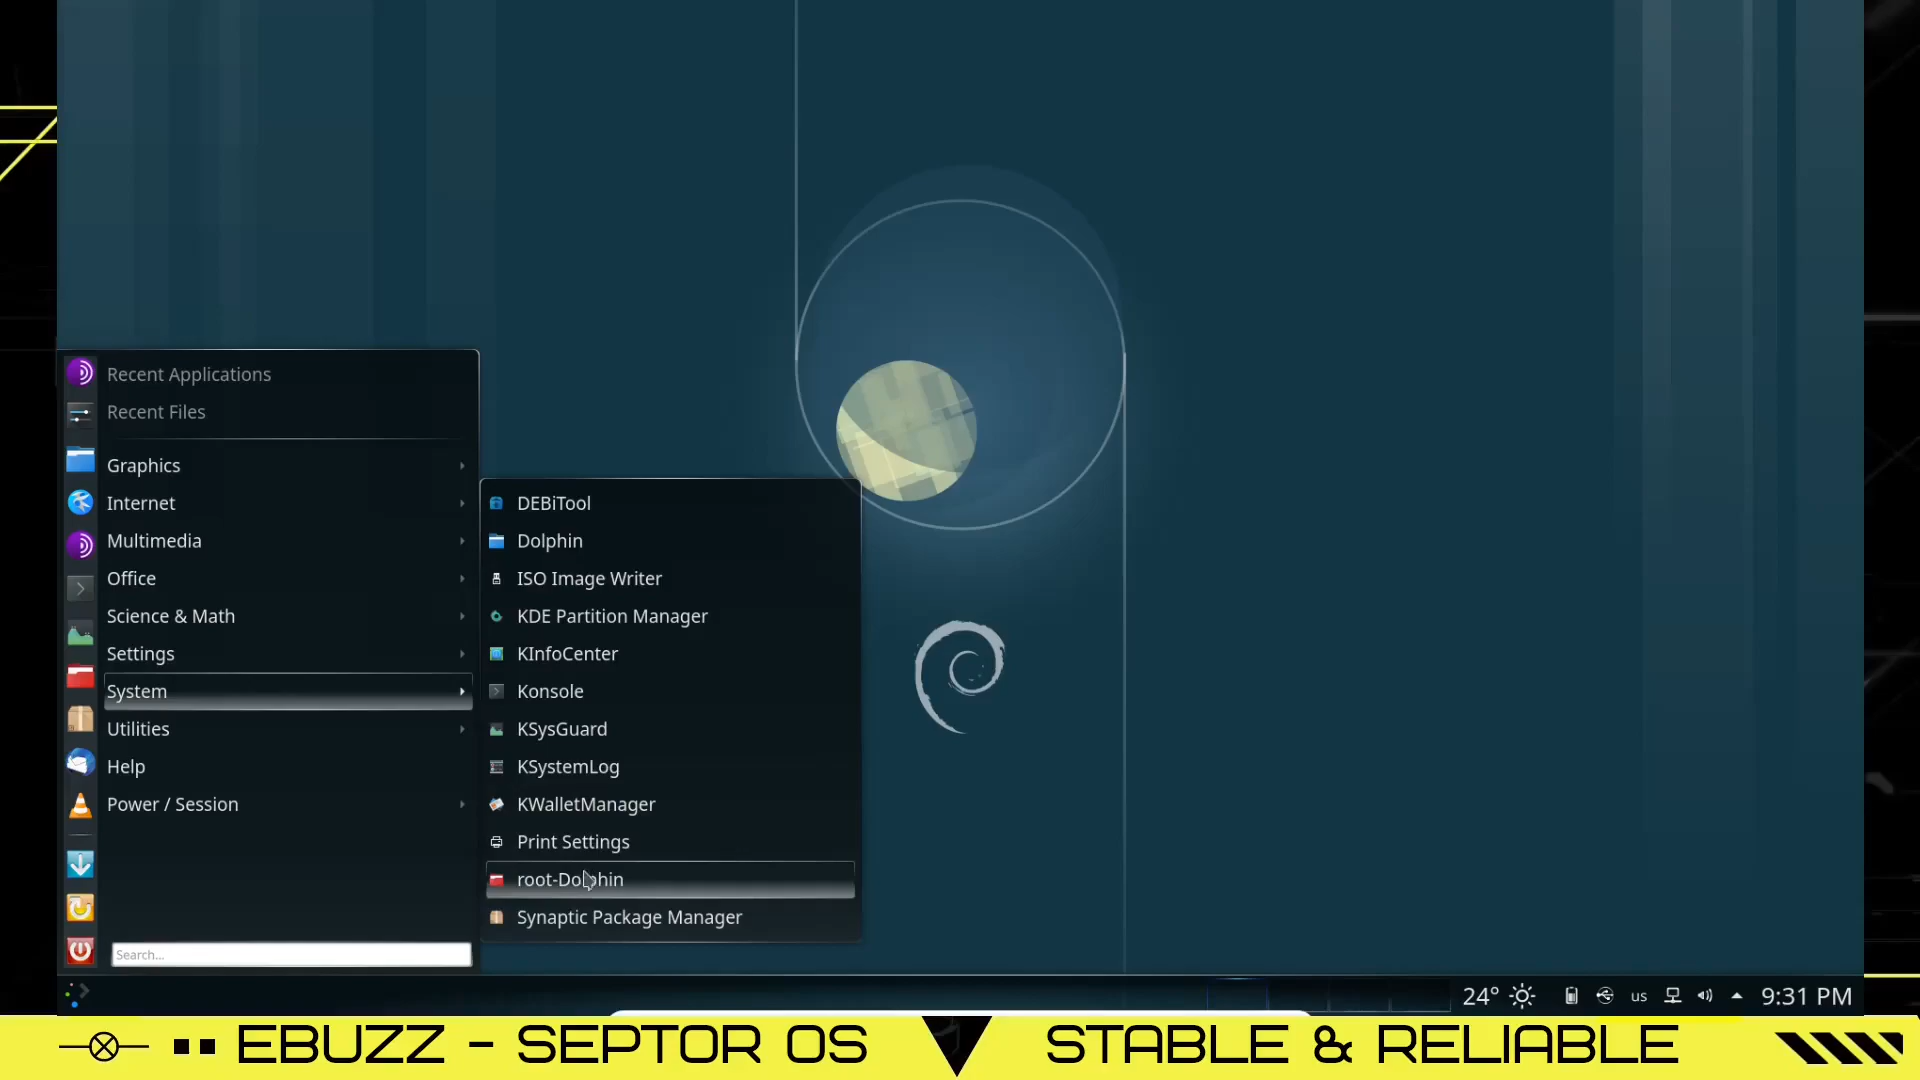 Recent Applications
Recent Files
Graphics
Internet
Multimedia
Office
Science & Math
Settings
System
Utilities
Help
Power / Session
Search...
DEBiTool
Dolphin
ISO Image Writer
KDE Partition Manager
KInfoCenter
Konsole
KSysGuard
KSystemLog
KWalletManager
Print Settings
root-Dolphin
Synaptic Package Manager
24° us 9:31 PM
EBUZZ - SEPTOR OS STABLE & RELIABLE